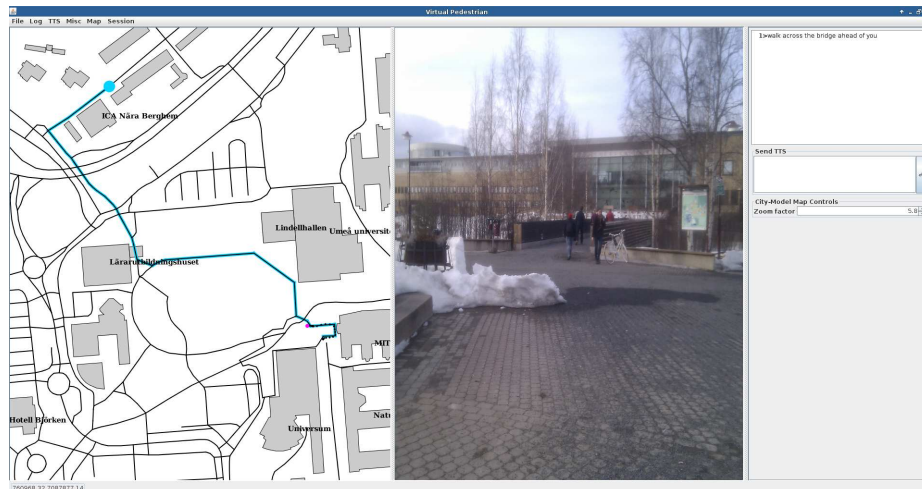 Virtual Pedestrian
File Log TTS Misc Map Session
ICA Nära Berghem
Lindellhallen
Umeå universit
Lärarutbildningshuset
MIT
Hotell Björken
Universum
Natu
1>walk across the bridge ahead of you
Send TTS
City-Model Map Controls
Zoom factor
5.8
760968.32,7087877.14